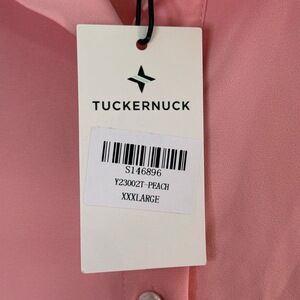 TUCKERNUCK
S146896
Y23002T-PEACH
XXXLARGE